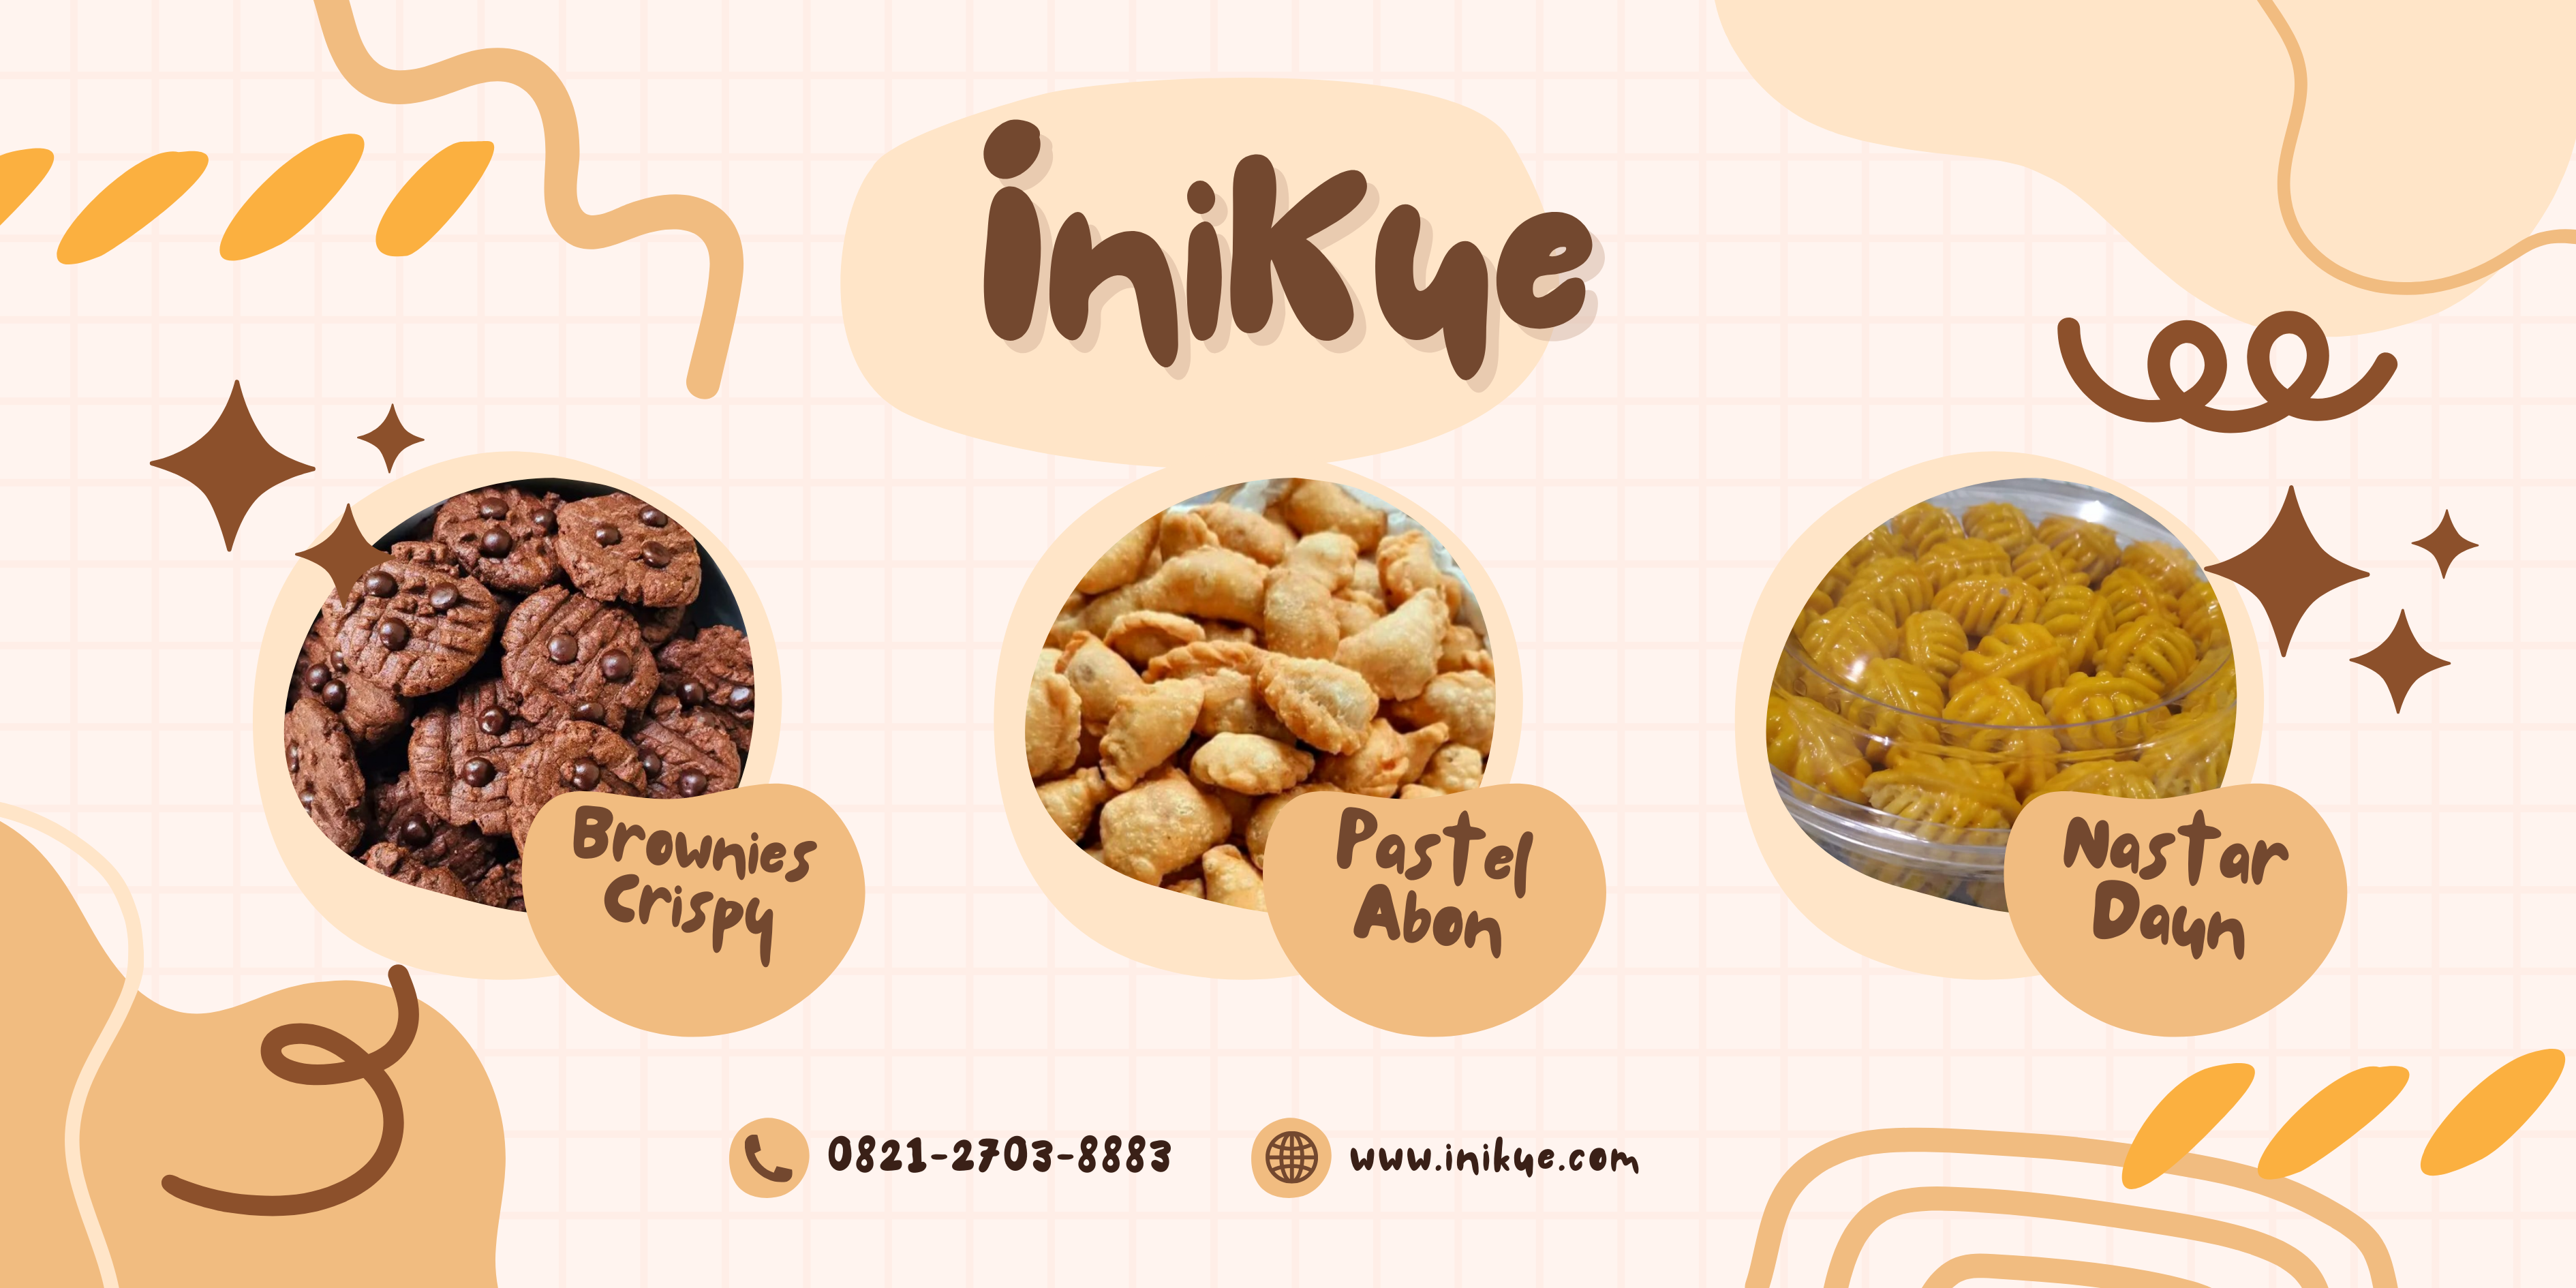 iniKue
Brownies
Crispy
Pastel
Abon
Nastar
Daun
0821-2703-8883
www.inikue.com